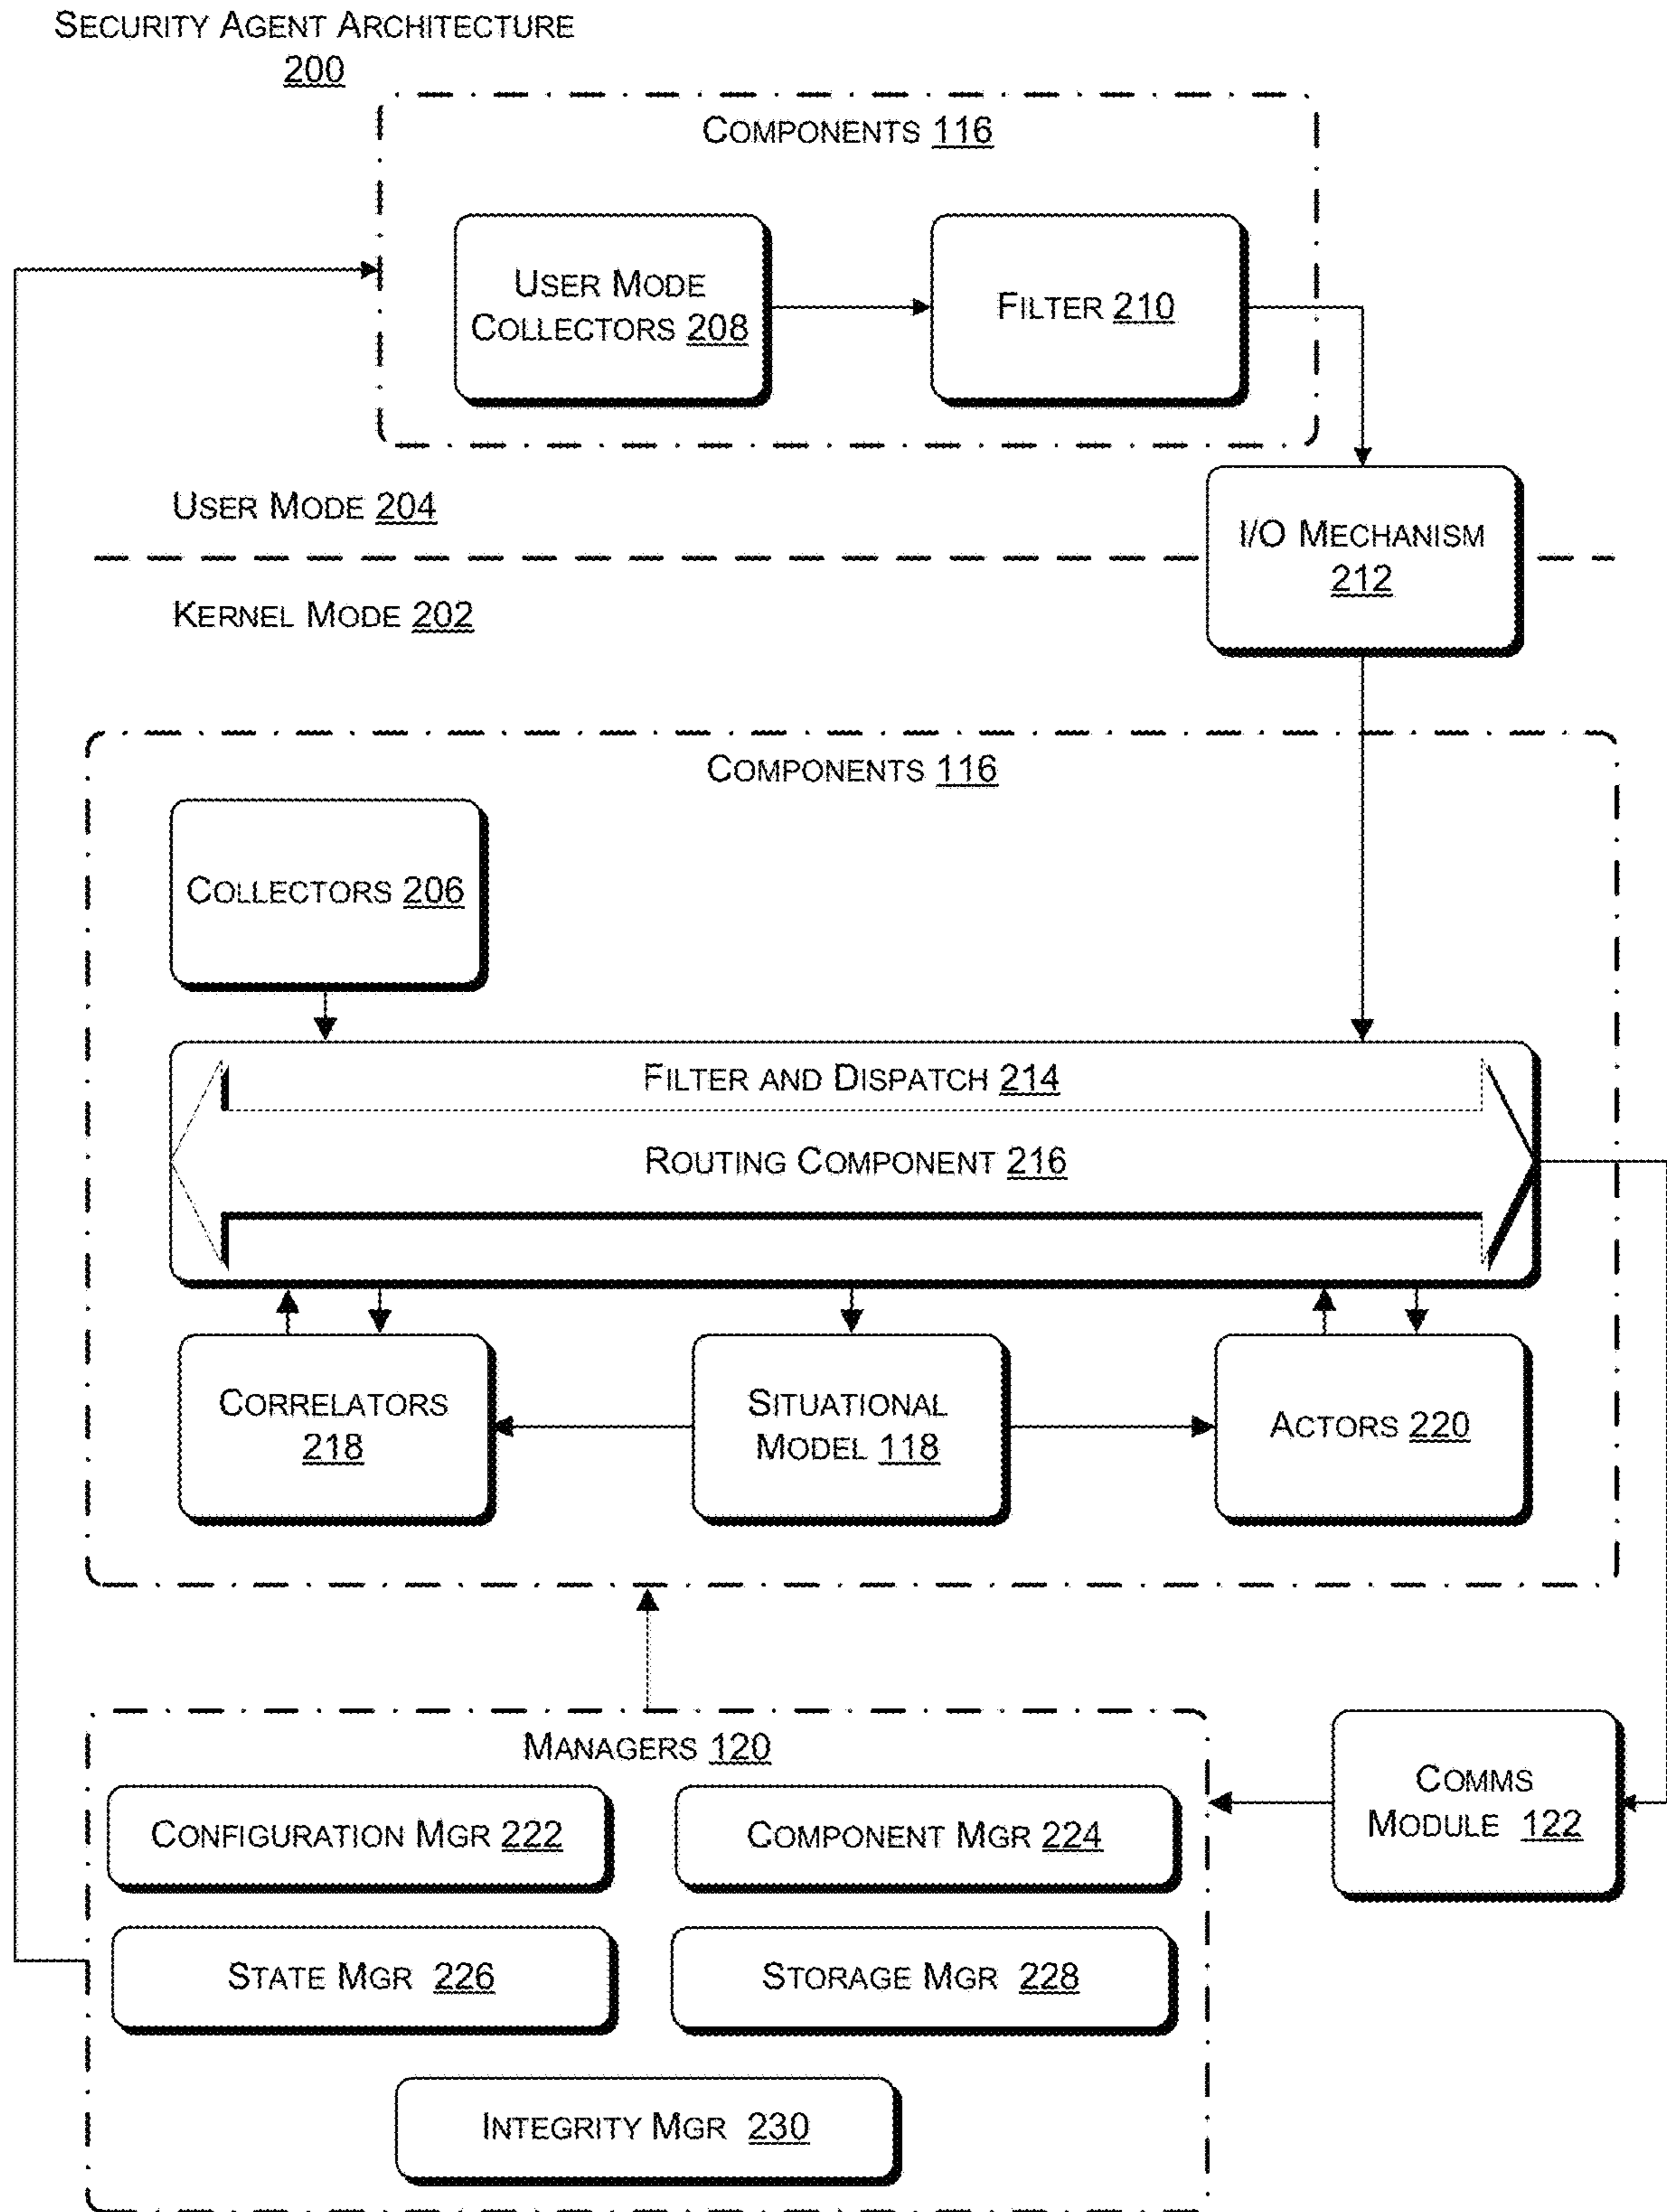 SECURITY AGENT ARCHITECTURE
200
COMPONENTS 116
USER MODE
COLLECTORS 208
FILTER 210
USER MODE 204
I/O MECHANISM
212
KERNEL MODE 202
COMPONENTS 116
COLLECTORS 206
FILTER AND DISPATCH 214
ROUTING COMPONENT 216
CORRELATORS
218
SITUATIONAL
MODEL 118
ACTORS 220
MANAGERS 120
CONFIGURATION MGR 222
COMPONENT MGR 224
STATE MGR 226
STORAGE MGR 228
INTEGRITY MGR 230
COMMS
MODULE 122